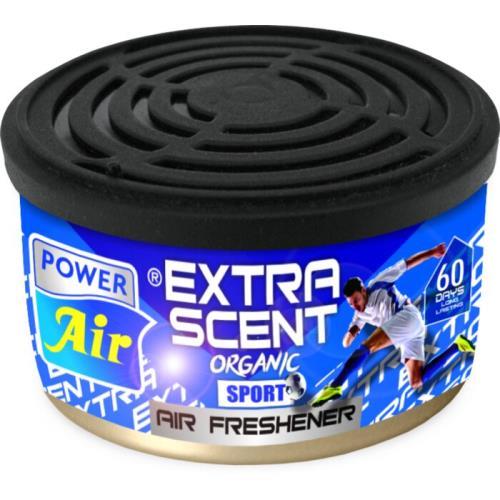 POWER
Air
®EXTRA
SCENT
ORGANIC
SPORT
AIR FRESHENER
60
DAYS
LONG
LASTING